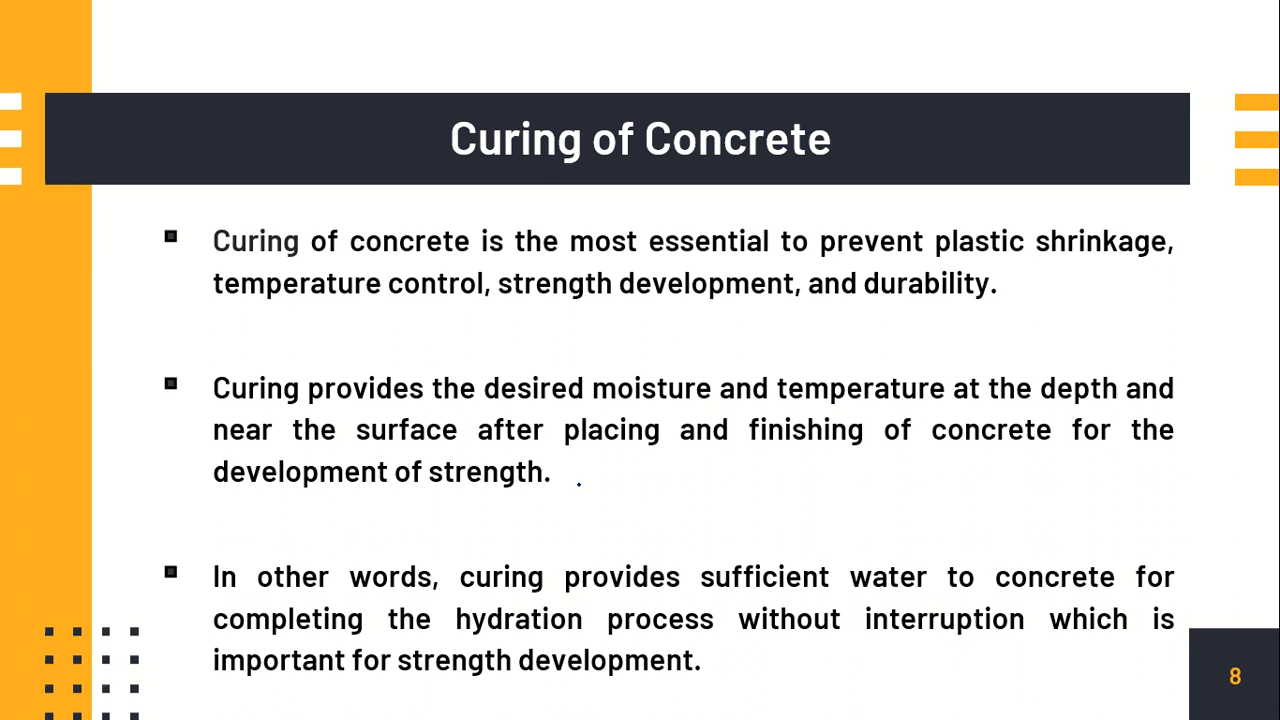 Curing of Concrete
Curing of concrete is the most essential to prevent plastic shrinkage,
temperature control, strength development, and durability.
Curing provides the desired moisture and temperature at the depth and
near the surface after placing and finishing of concrete for the
development of strength.
In other words, curing provides sufficient water to concrete for
completing the hydration process without interruption which is
important for strength development.
8